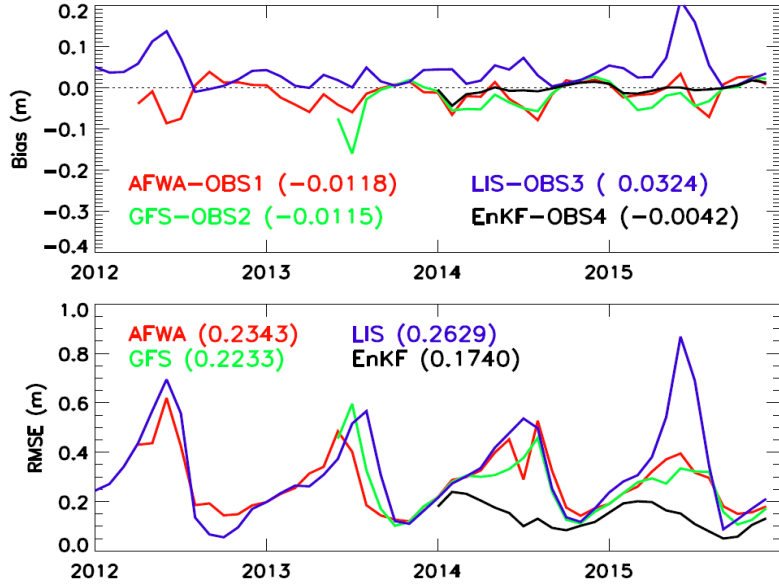 0.2
0.1
0.0
-0.1
-0.2
-0.3
-0.4
Bias (m)
AFWA-OBS1 (-0.0118) LIS-OBS3 ( 0.0324)
GFS-OBS2 (-0.0115) EnKF-OBS4 (-0.0042)
2012 2013 2014 2015
1.0
0.8
0.6
0.4
0.2
0.0
RMSE (m)
AFWA (0.2343) LIS (0.2629)
GFS (0.2233) EnKF (0.1740)
2012 2013 2014 2015